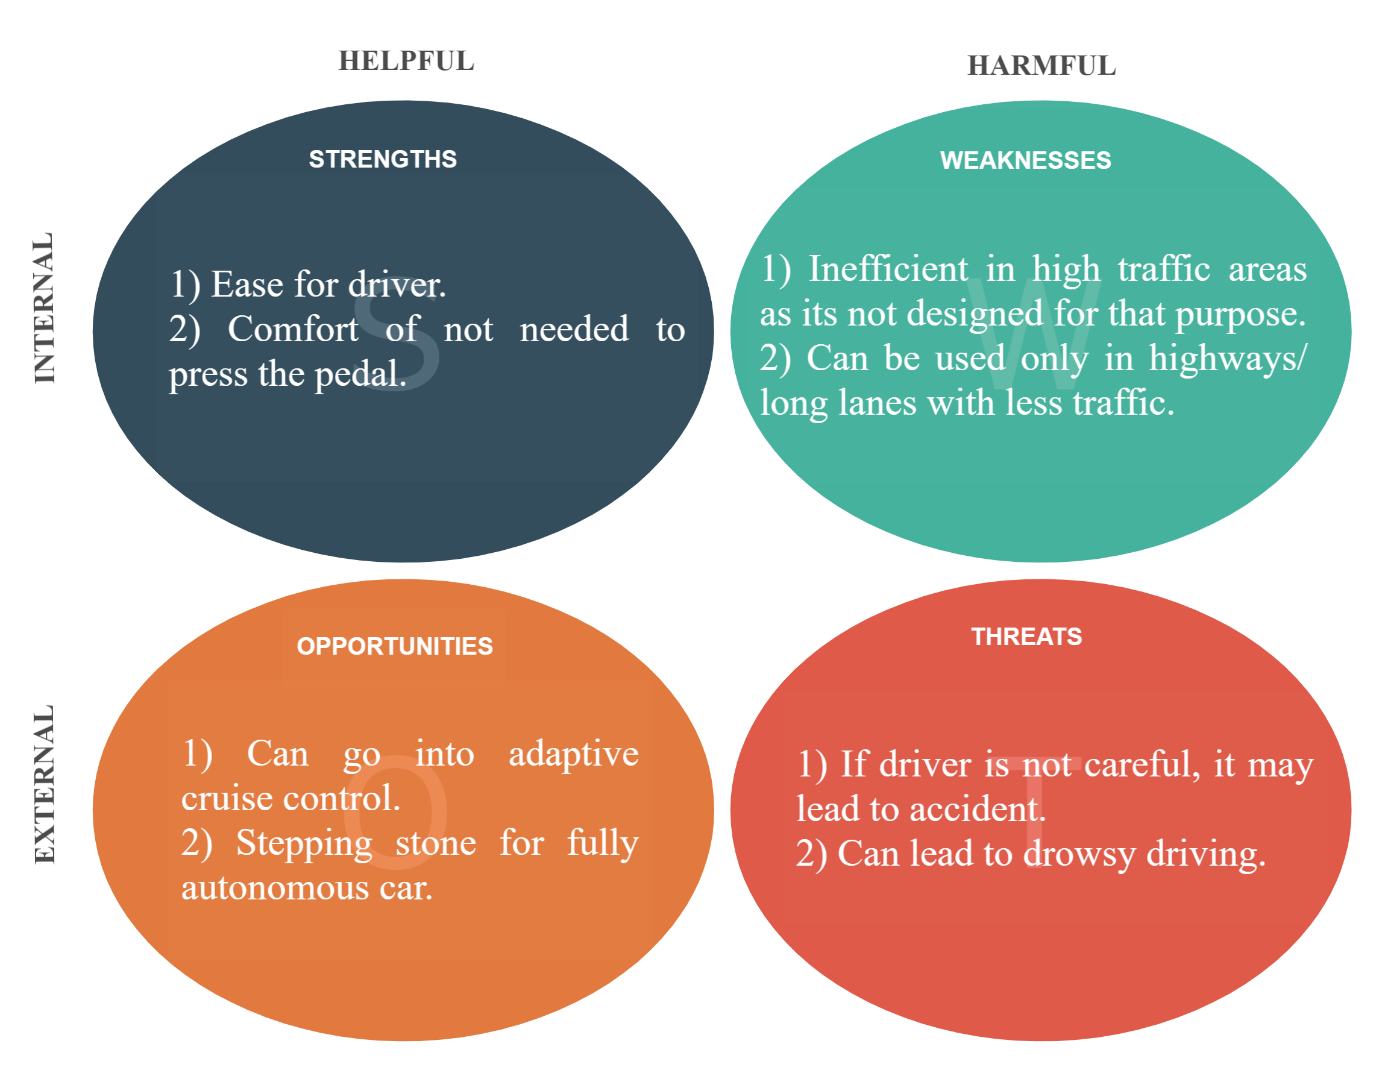 HELPFUL
HARMFUL
INTERNAL
STRENGTHS
S
1) Ease for driver.
2) Comfort of not needed to
press the pedal.
WEAKNESSES
W
1) Inefficient in high traffic areas
as its not designed for that purpose.
2) Can be used only in highways/
long lanes with less traffic.
EXTERNAL
OPPORTUNITIES
O
1) Can go into adaptive
cruise control.
2) Stepping stone for fully
autonomous car.
THREATS
T
1) If driver is not careful, it may
lead to accident.
2) Can lead to drowsy driving.